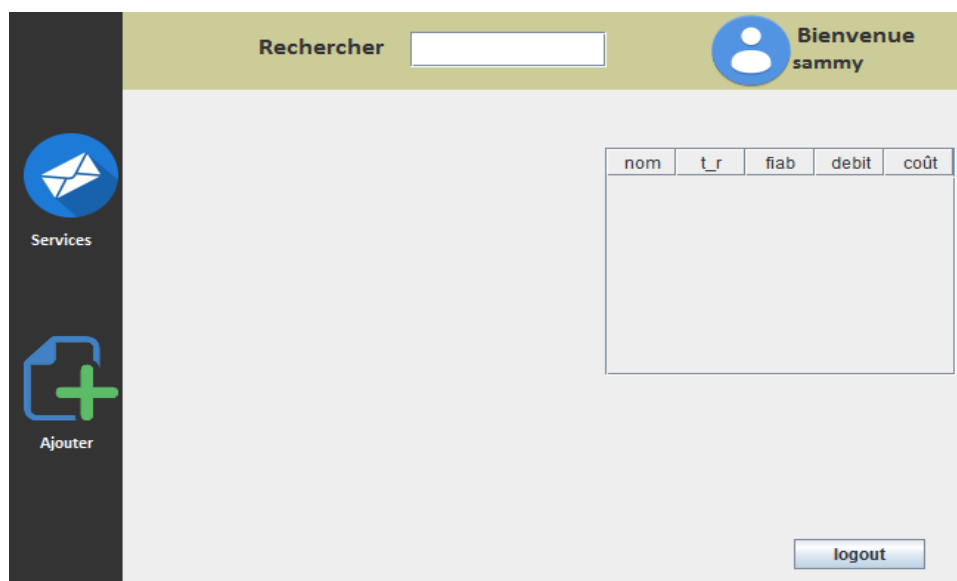 Rechercher
Bienvenue
sammy
nom t_r fiab debit coût
Services
Ajouter
logout